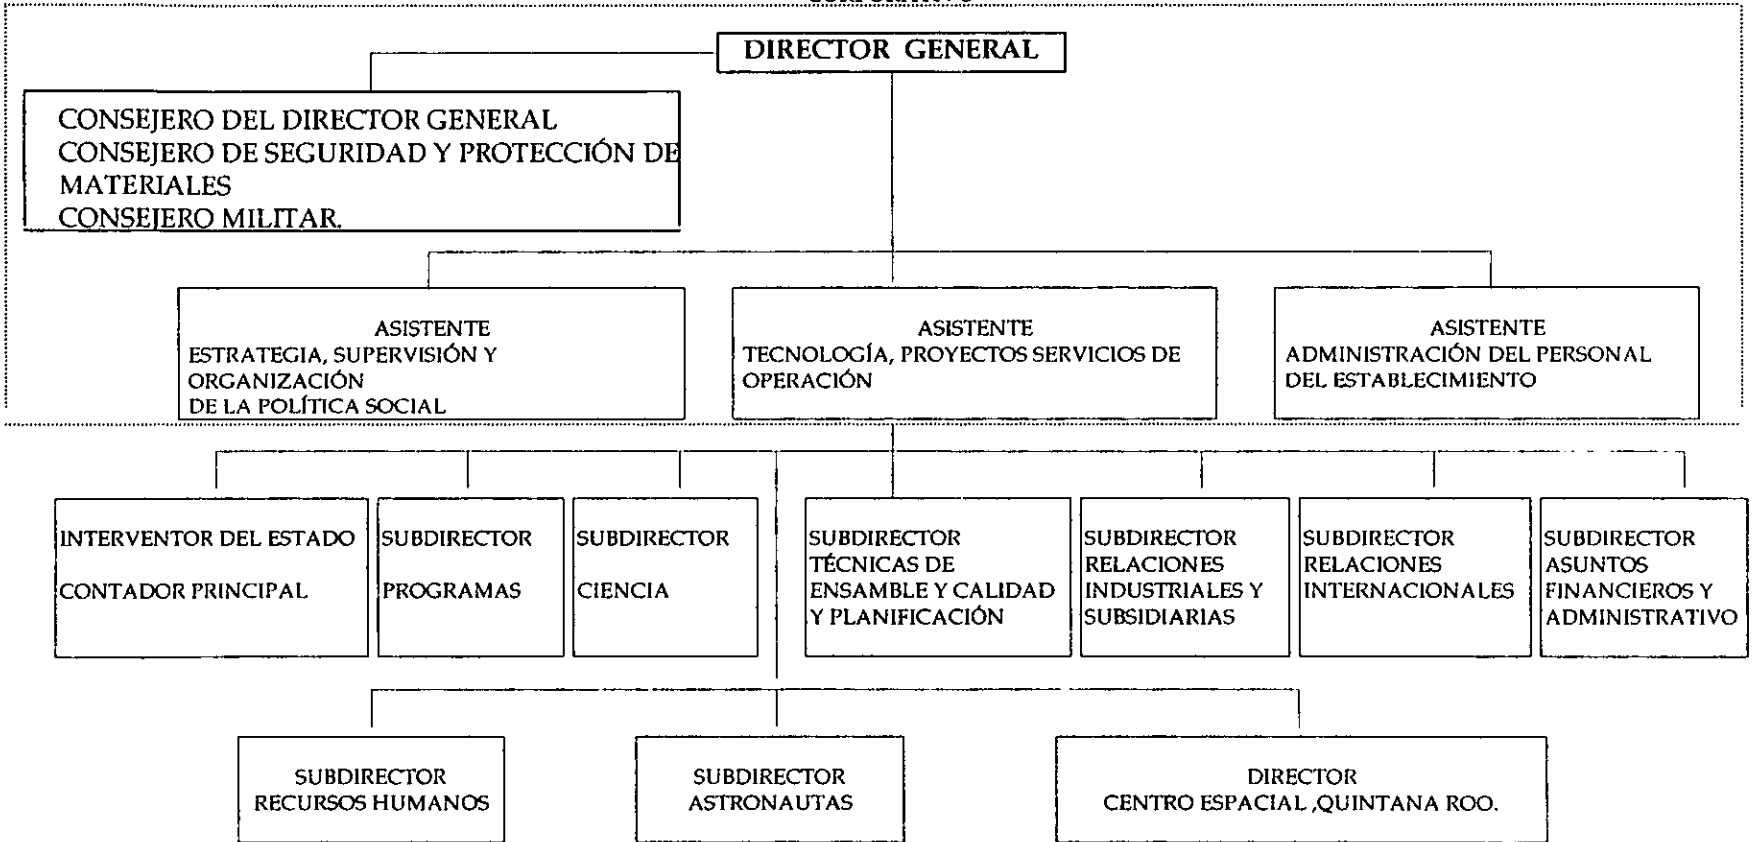 DIRECTOR GENERAL
CONSEJERO DEL DIRECTOR GENERAL
CONSEJERO DE SEGURIDAD Y PROTECCIÓN DE
MATERIALES
CONSEJERO MILITAR.
ASISTENTE
ESTRATEGIA, SUPERVISIÓN Y
ORGANIZACIÓN
DE LA POLÍTICA SOCIAL
ASISTENTE
TECNOLOGÍA, PROYECTOS SERVICIOS DE
OPERACIÓN
ASISTENTE
ADMINISTRACIÓN DEL PERSONAL
DEL ESTABLECIMIENTO
INTERVENTOR DEL ESTADO
CONTADOR PRINCIPAL
SUBDIRECTOR
PROGRAMAS
SUBDIRECTOR
CIENCIA
SUBDIRECTOR
TÉCNICAS DE
ENSAMBLE Y CALIDAD
Y PLANIFICACIÓN
SUBDIRECTOR
RELACIONES
INDUSTRIALES Y
SUBSIDIARIAS
SUBDIRECTOR
RELACIONES
INTERNACIONALES
SUBDIRECTOR
ASUNTOS
FINANCIEROS Y
ADMINISTRATIVO
SUBDIRECTOR
RECURSOS HUMANOS
SUBDIRECTOR
ASTRONAUTAS
DIRECTOR
CENTRO ESPACIAL ,QUINTANA ROO.